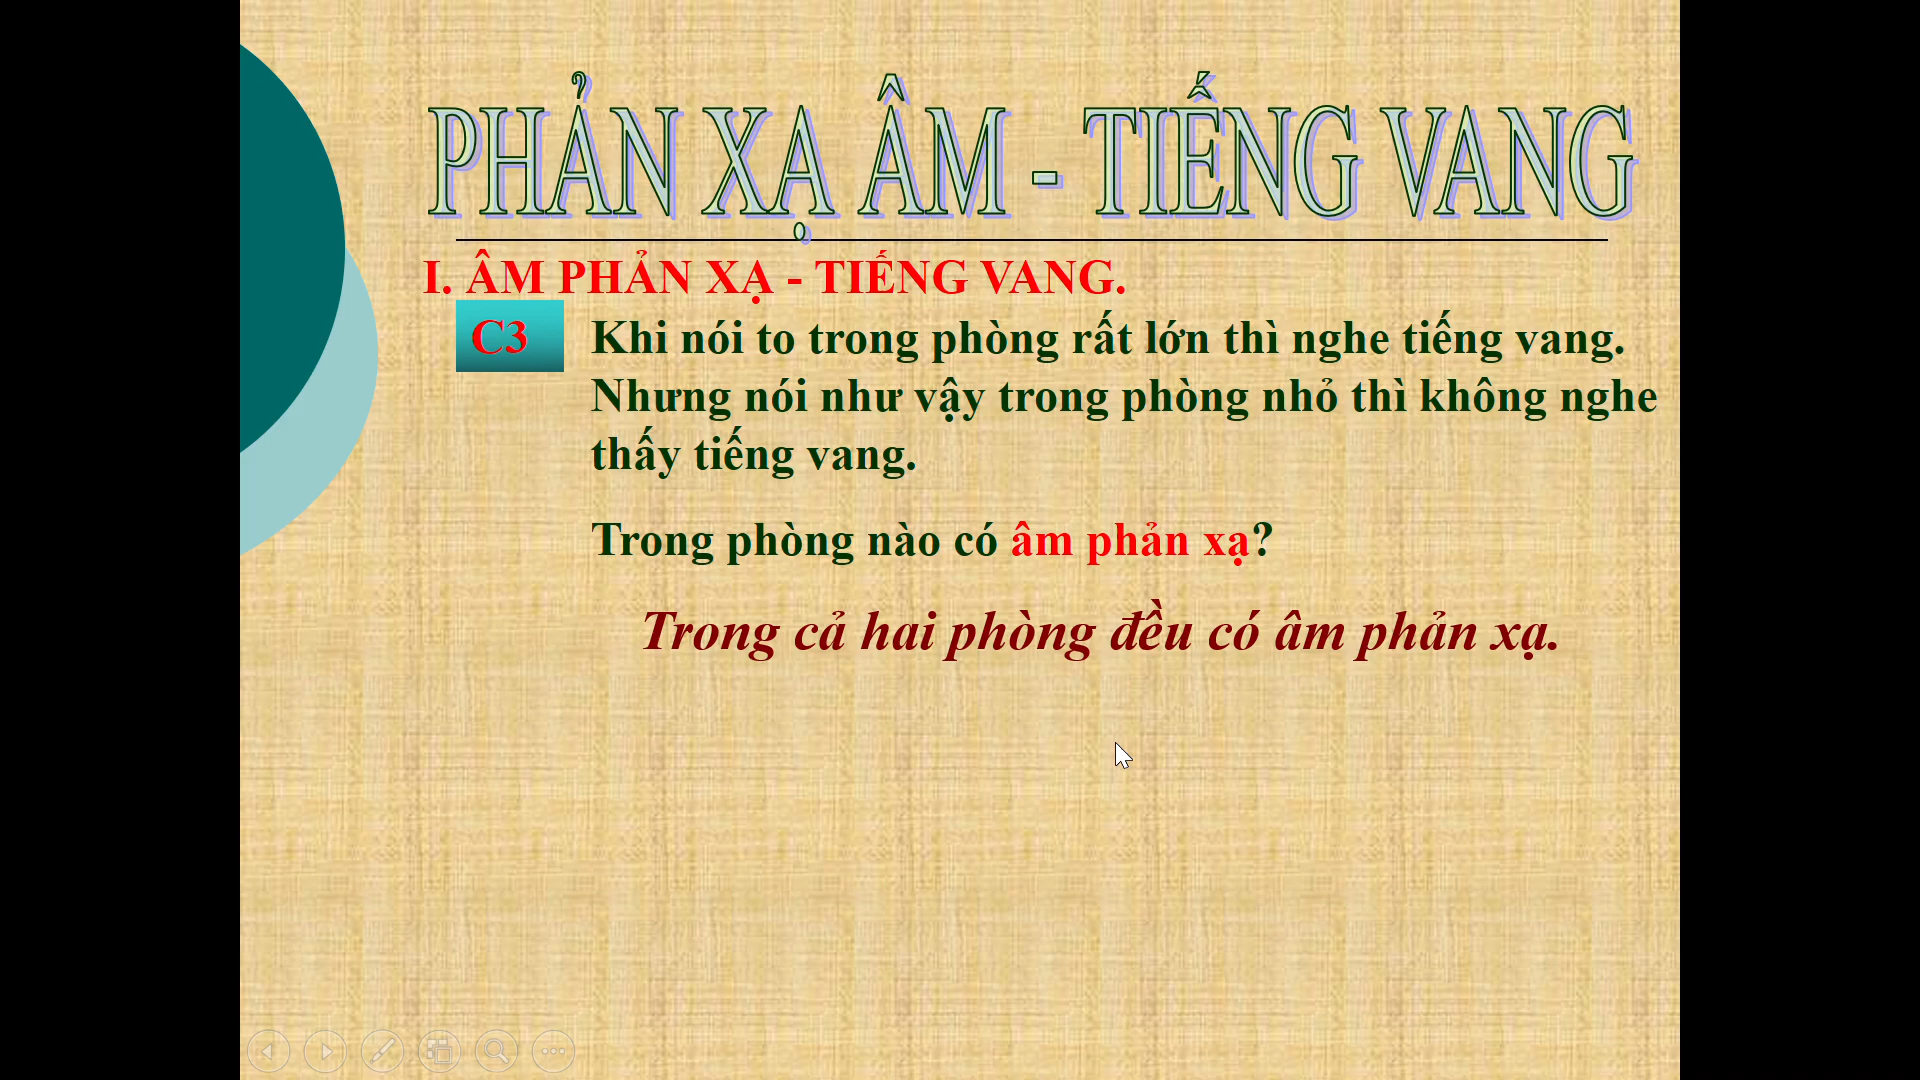 PHẢN XẠ ÂM - TIẾNG VANG
I. ÂM PHẢN XẠ - TIẾNG VANG.
C3
Khi nói to trong phòng rất lớn thì nghe tiếng vang.
Nhưng nói như vậy trong phòng nhỏ thì không nghe
thấy tiếng vang.
Trong phòng nào có âm phản xạ?
Trong cả hai phòng đều có âm phản xạ.